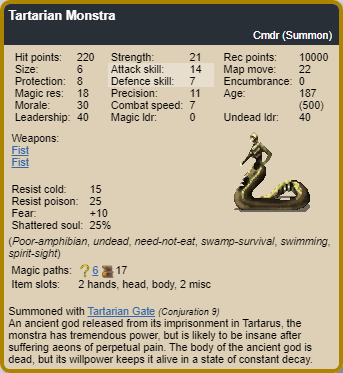 Tartarian Monstra
Cmdr (Summon)
Hit points: 220 Strength: 21 Rec points: 10000
Size: 6 Attack skill: 14 Map move: 22
Protection: 8 Defence skill: 7 Encumbrance: 0
Magic res: 18 Precision: 11 Age: 187
Morale: 30 Combat speed: 7 (500)
Leadership: 40 Magic ldr: 0 Undead ldr: 40
Weapons:
Fist
Fist
Resist cold: 15
Resist poison: 25
Fear: +10
Shattered soul: 25%
(Poor-amphibian, undead, need-not-eat, swamp-survival, swimming,
spirit-sight)
Magic paths: ? 6 17
Item slots: 2 hands, head, body, 2 misc
Summoned with Tartarian Gate (Conjuration 9)
An ancient god released from its imprisonment in Tartarus, the
monstra has tremendous power, but is likely to be insane after
suffering aeons of perpetual pain. The body of the ancient god is
dead, but its willpower keeps it alive in a state of constant decay.